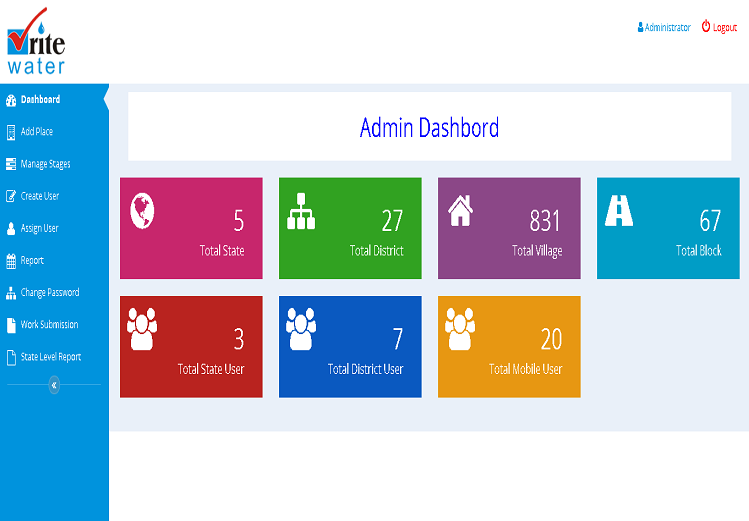 rite
water
Administrator
Logout
Dashboard
Add Place
Manage Stages
Create User
Assign User
Report
Change Password
Work Submission
State Level Report
Admin Dashbord
5
Total State
27
Total District
831
Total Village
67
Total Block
3
Total State User
7
Total District User
20
Total Mobile User